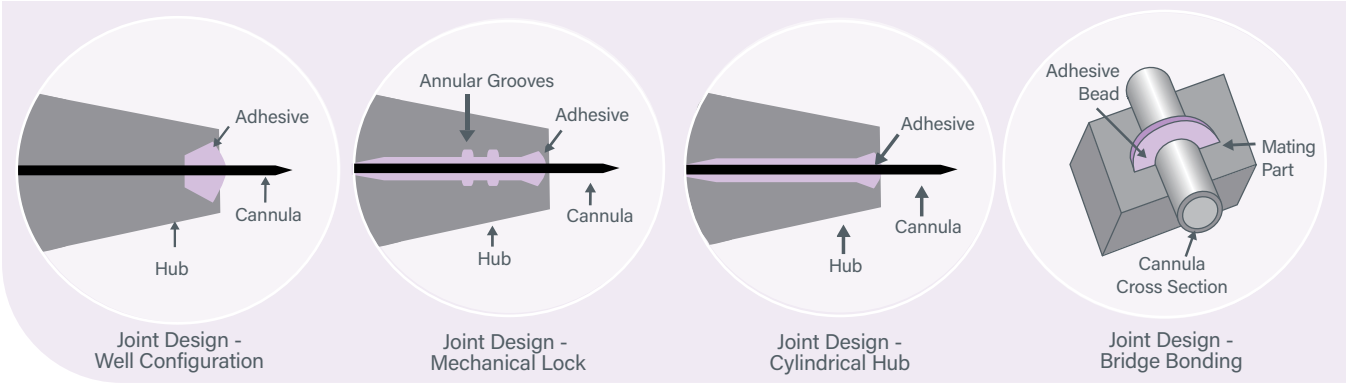 Adhesive
Cannula
Hub
Joint Design -
Well Configuration
Annular Grooves
Adhesive
Cannula
Hub
Joint Design -
Mechanical Lock
Adhesive
Cannula
Hub
Joint Design -
Cylindrical Hub
Adhesive
Bead
Mating
Part
Cannula
Cross Section
Joint Design -
Bridge Bonding